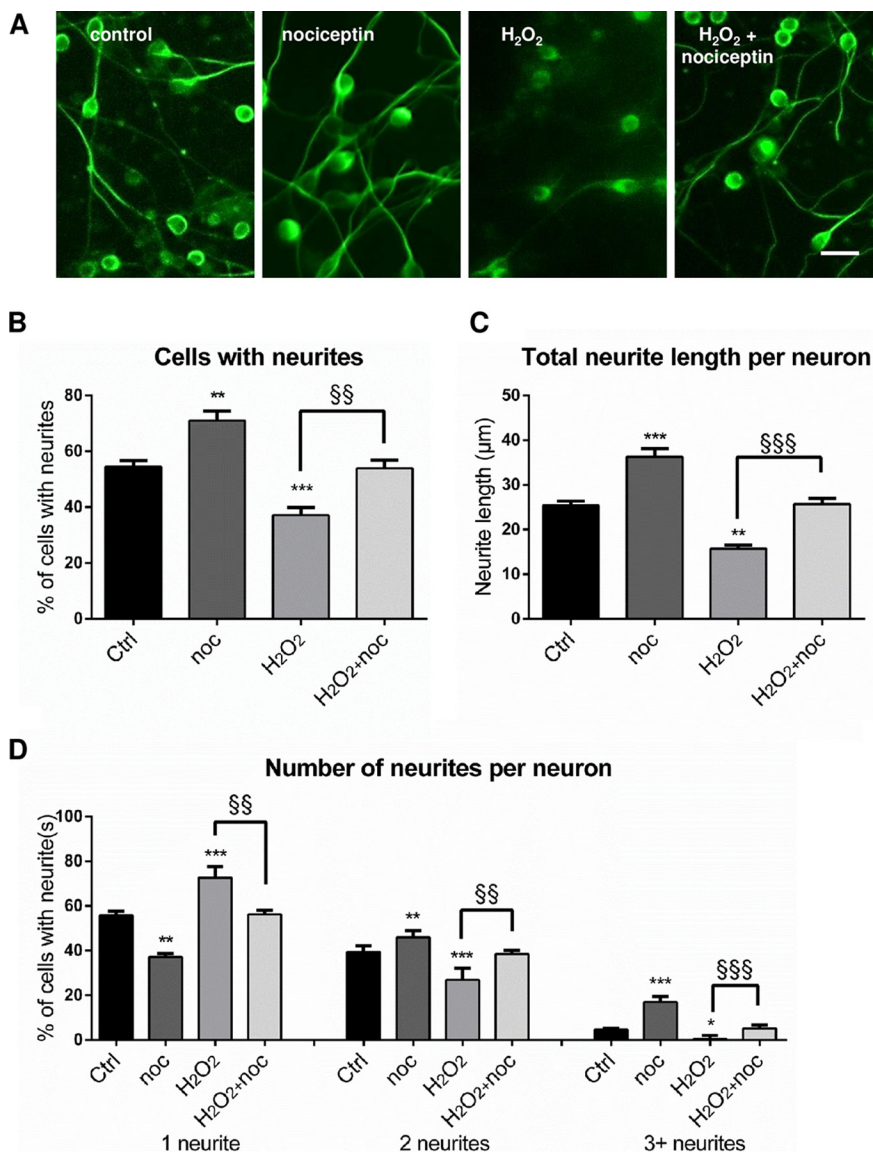 A
control
nociceptin
H₂O₂
H₂O₂ +
nociceptin
B
Cells with neurites
% of cells with neurites
80
60
40
20
0
**
***
§§
Ctrl
noc
H₂O₂
H₂O₂+noc
C
Total neurite length per neuron
Neurite length (µm)
50
40
30
20
10
0
***
**
§§§
Ctrl
noc
H₂O₂
H₂O₂+noc
D
Number of neurites per neuron
% of cells with neurite(s)
100
80
60
40
20
0
**
***
§§
**
***
§§
***
*
§§§
Ctrl
noc
H₂O₂
H₂O₂+noc
Ctrl
noc
H₂O₂
H₂O₂+noc
Ctrl
noc
H₂O₂
H₂O₂+noc
1 neurite
2 neurites
3+ neurites